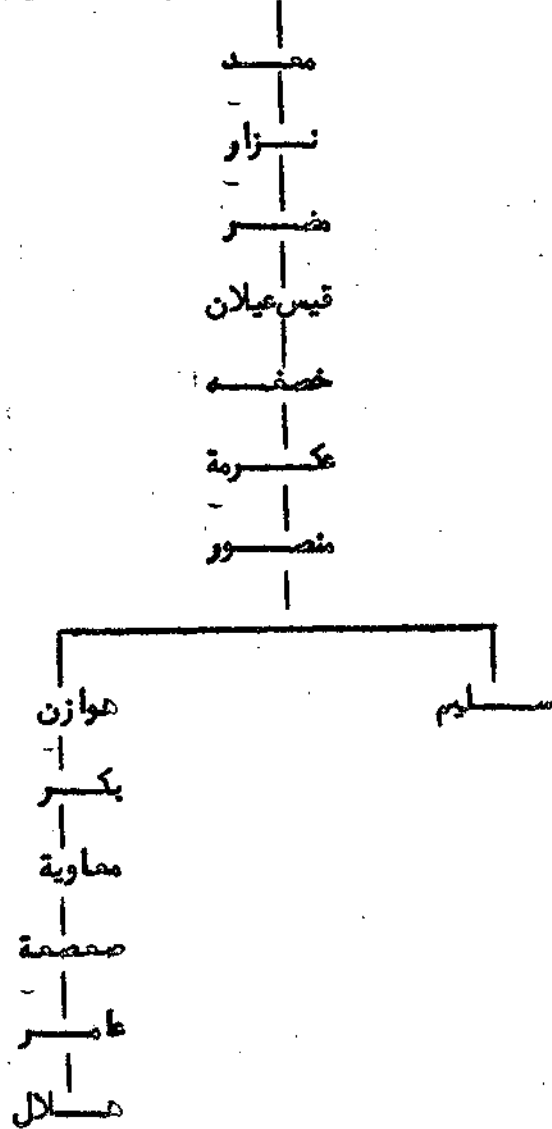 معد
نزار
مضر
قيس عيلان
خصفه
عكرمة
منصور
سليم
هوازن
بكر
معاوية
صعصعة
عامر
هلال